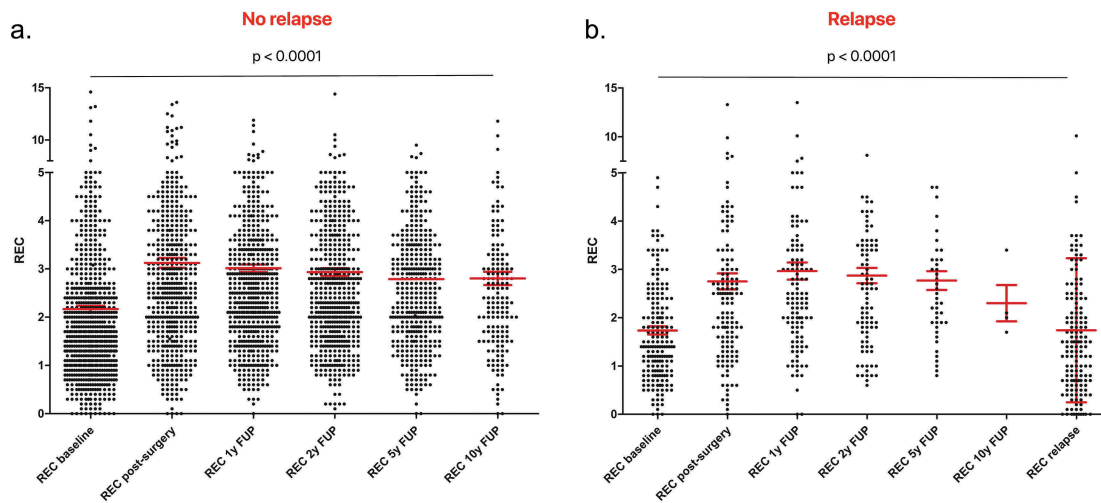 No relapse
a.
p < 0.0001
15
10
5
4
3
2
1
0
REC
REC baseline
REC post-surgery
REC 1y FUP
REC 2y FUP
REC 5y FUP
REC 10y FUP
Relapse
b.
p < 0.0001
15
10
5
4
3
2
1
0
REC
REC baseline
REC post-surgery
REC 1y FUP
REC 2y FUP
REC 5y FUP
REC 10y FUP
REC relapse